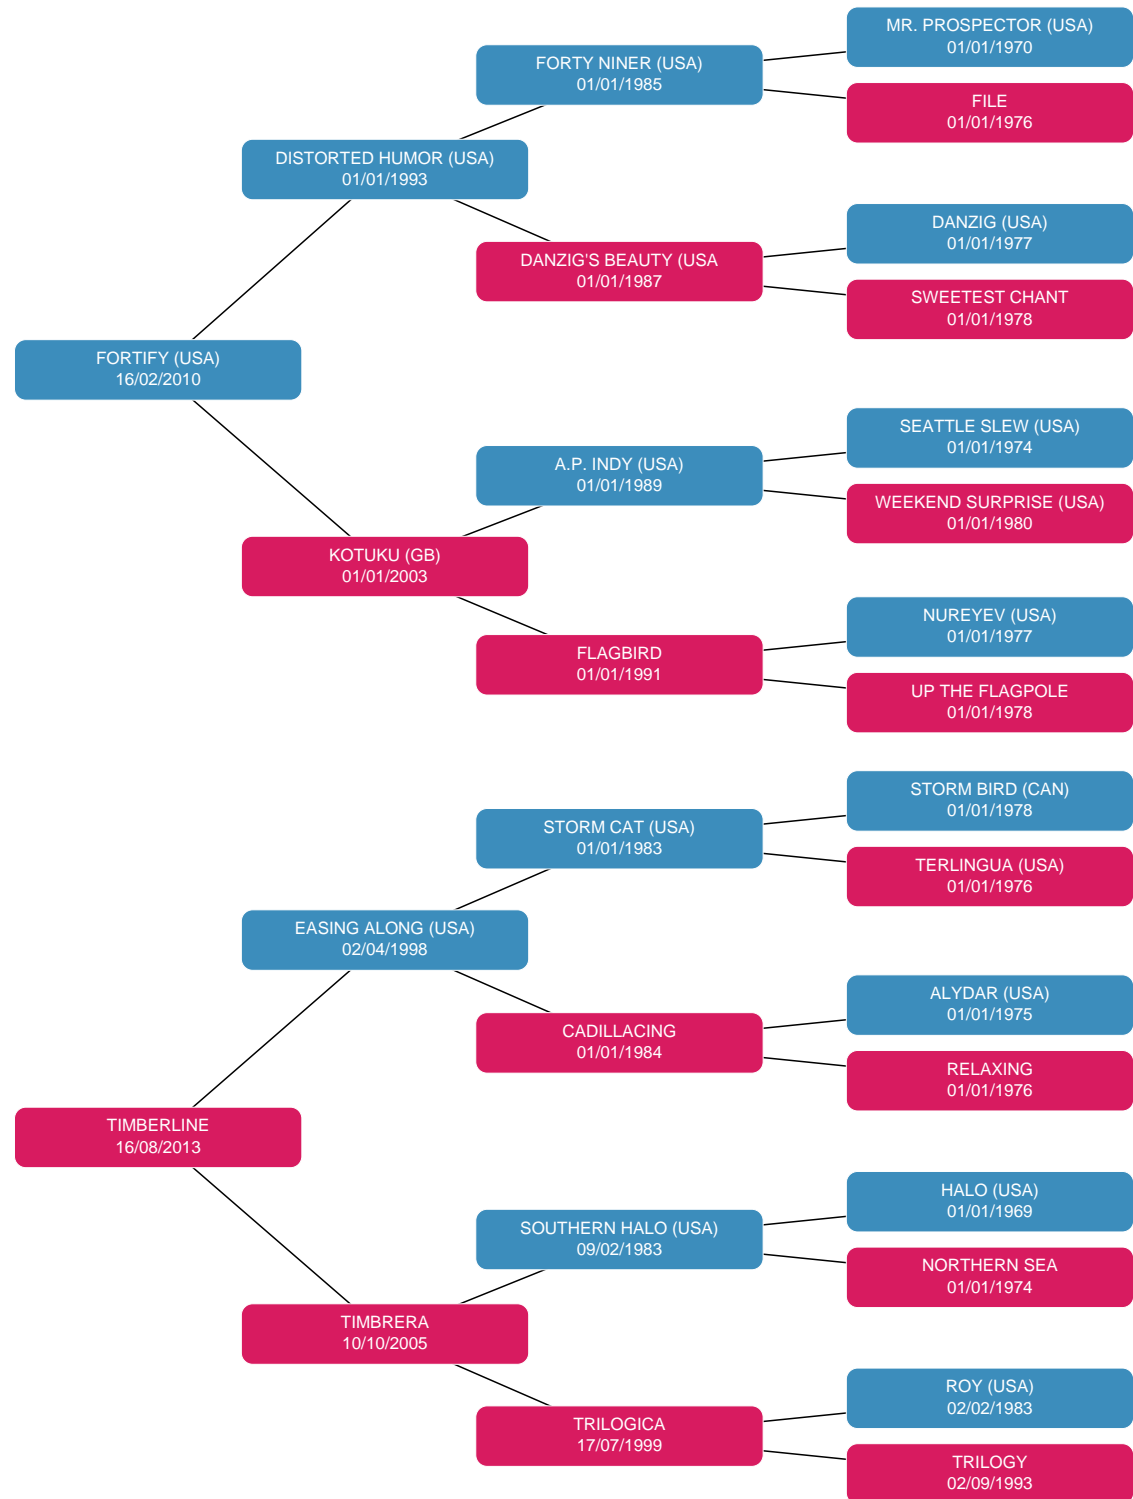 MR. PROSPECTOR (USA)
01/01/1970
FORTY NINER (USA)
01/01/1985
FILE
01/01/1976
DISTORTED HUMOR (USA)
01/01/1993
DANZIG (USA)
01/01/1977
DANZIG'S BEAUTY (USA
01/01/1987
SWEETEST CHANT
01/01/1978
FORTIFY (USA)
16/02/2010
SEATTLE SLEW (USA)
01/01/1974
A.P. INDY (USA)
01/01/1989
WEEKEND SURPRISE (USA)
01/01/1980
KOTUKU (GB)
01/01/2003
NUREYEV (USA)
01/01/1977
FLAGBIRD
01/01/1991
UP THE FLAGPOLE
01/01/1978
STORM BIRD (CAN)
01/01/1978
STORM CAT (USA)
01/01/1983
TERLINGUA (USA)
01/01/1976
EASING ALONG (USA)
02/04/1998
ALYDAR (USA)
01/01/1975
CADILLACING
01/01/1984
RELAXING
01/01/1976
TIMBERLINE
16/08/2013
HALO (USA)
01/01/1969
SOUTHERN HALO (USA)
09/02/1983
NORTHERN SEA
01/01/1974
TIMBRERA
10/10/2005
ROY (USA)
02/02/1983
TRILOGICA
17/07/1999
TRILOGY
02/09/1993